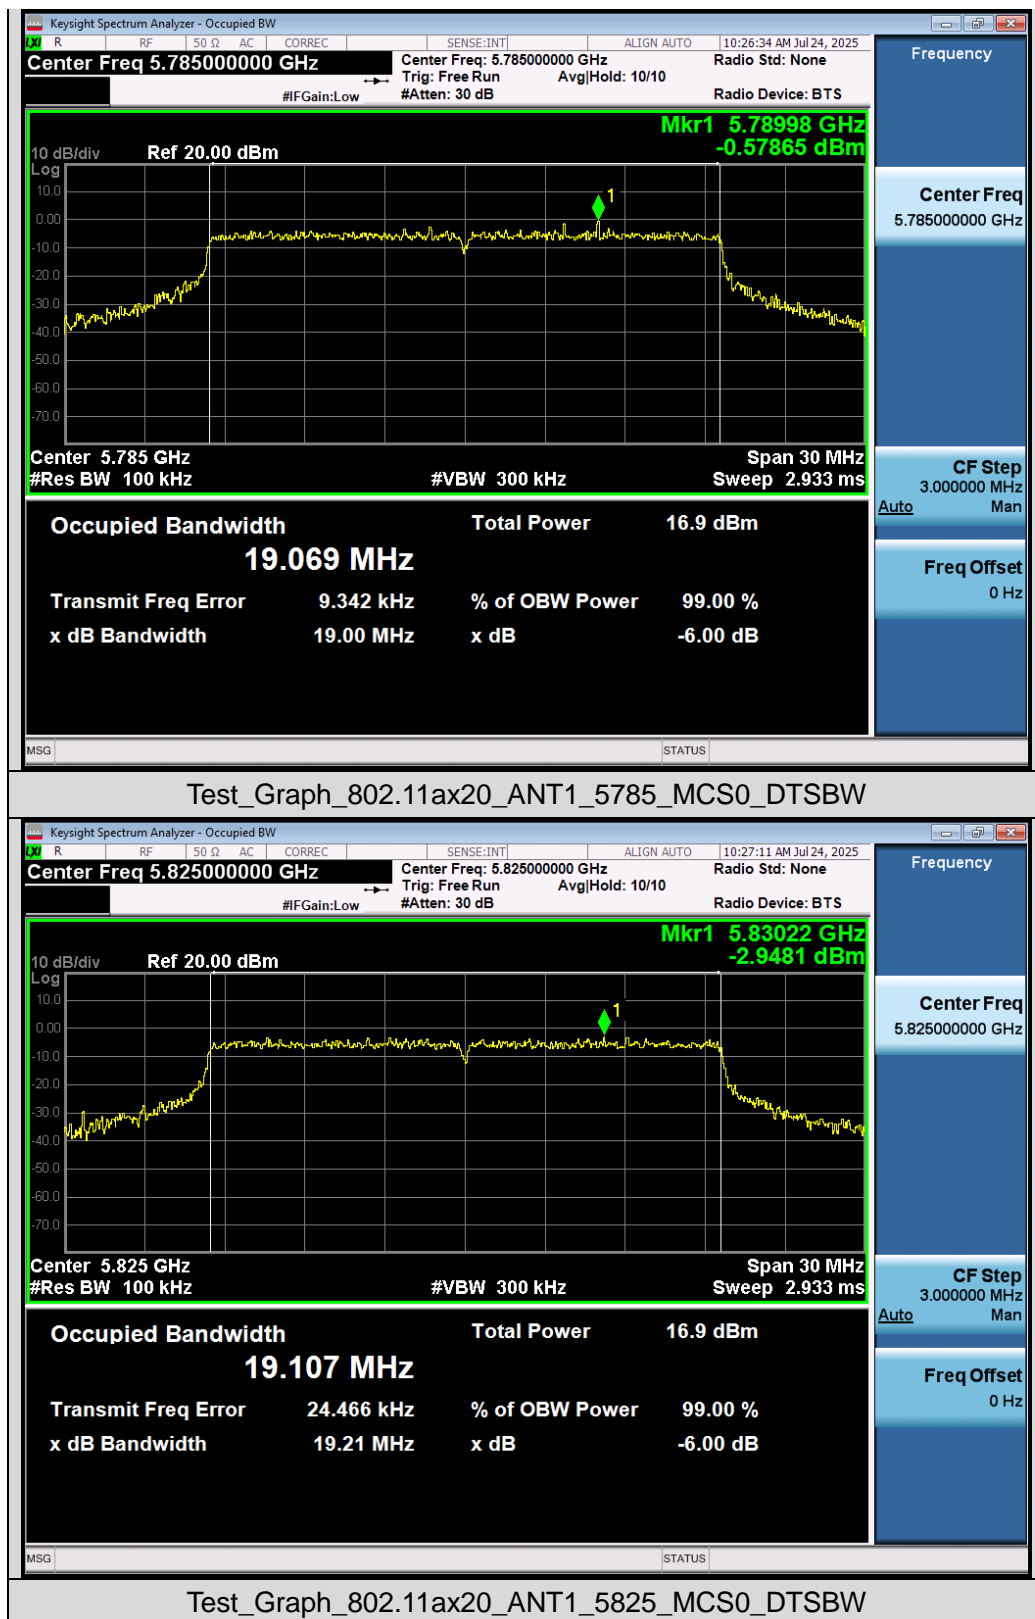 Keysight Spectrum Analyzer - Occupied BW
LXI R RF 50 Ω AC CORREC SENSE:INT ALIGN AUTO 10:26:34 AM Jul 24, 2025
Center Freq 5.785000000 GHz
Center Freq: 5.785000000 GHz
Radio Std: None
Trig: Free Run Avg|Hold: 10/10
#IFGain:Low
#Atten: 30 dB
Radio Device: BTS
Frequency
Mkr1 5.78998 GHz
-0.57865 dBm
10 dB/div Ref 20.00 dBm
Log
10.0
0.00
-10.0
-20.0
-30.0
-40.0
-50.0
-60.0
-70.0
1
Center Freq
5.785000000 GHz
Center 5.785 GHz
Span 30 MHz
#Res BW 100 kHz
#VBW 300 kHz
Sweep 2.933 ms
CF Step
3.000000 MHz
Auto Man
Occupied Bandwidth
Total Power 16.9 dBm
19.069 MHz
Transmit Freq Error 9.342 kHz % of OBW Power 99.00 %
x dB Bandwidth 19.00 MHz x dB -6.00 dB
Freq Offset
0 Hz
MSG
STATUS
Test_Graph_802.11ax20_ANT1_5785_MCS0_DTSBW
Keysight Spectrum Analyzer - Occupied BW
LXI R RF 50 Ω AC CORREC SENSE:INT ALIGN AUTO 10:27:11 AM Jul 24, 2025
Center Freq 5.825000000 GHz
Center Freq: 5.825000000 GHz
Radio Std: None
Trig: Free Run Avg|Hold: 10/10
#IFGain:Low
#Atten: 30 dB
Radio Device: BTS
Frequency
Mkr1 5.83022 GHz
-2.9481 dBm
10 dB/div Ref 20.00 dBm
Log
10.0
0.00
-10.0
-20.0
-30.0
-40.0
-50.0
-60.0
-70.0
1
Center Freq
5.825000000 GHz
Center 5.825 GHz
Span 30 MHz
#Res BW 100 kHz
#VBW 300 kHz
Sweep 2.933 ms
CF Step
3.000000 MHz
Auto Man
Occupied Bandwidth
Total Power 16.9 dBm
19.107 MHz
Transmit Freq Error 24.466 kHz % of OBW Power 99.00 %
x dB Bandwidth 19.21 MHz x dB -6.00 dB
Freq Offset
0 Hz
MSG
STATUS
Test_Graph_802.11ax20_ANT1_5825_MCS0_DTSBW